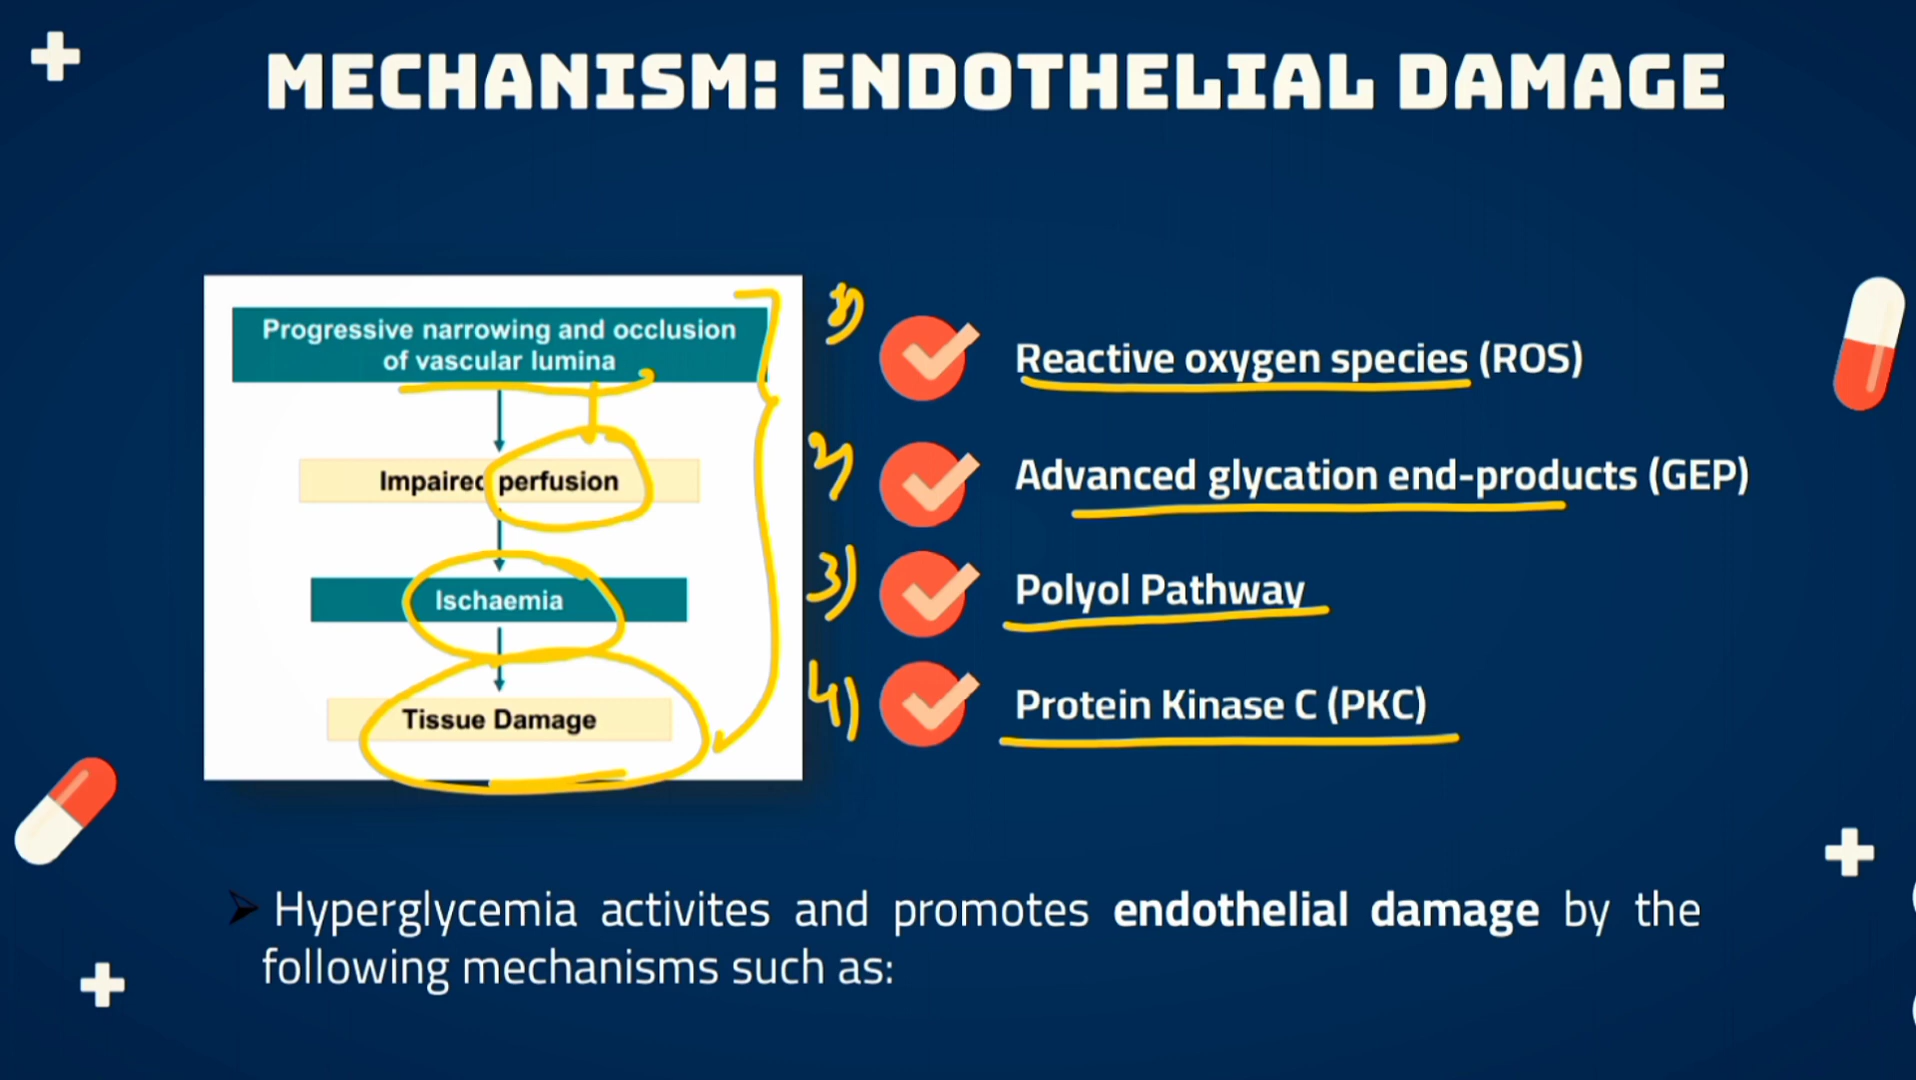 MECHANISM: ENDOTHELIAL DAMAGE
Progressive narrowing and occlusion
of vascular lumina
Impaired perfusion
Ischaemia
Tissue Damage
1) Reactive oxygen species (ROS)
2) Advanced glycation end-products (GEP)
3) Polyol Pathway
4) Protein Kinase C (PKC)
➤ Hyperglycemia activites and promotes endothelial damage by the
following mechanisms such as: